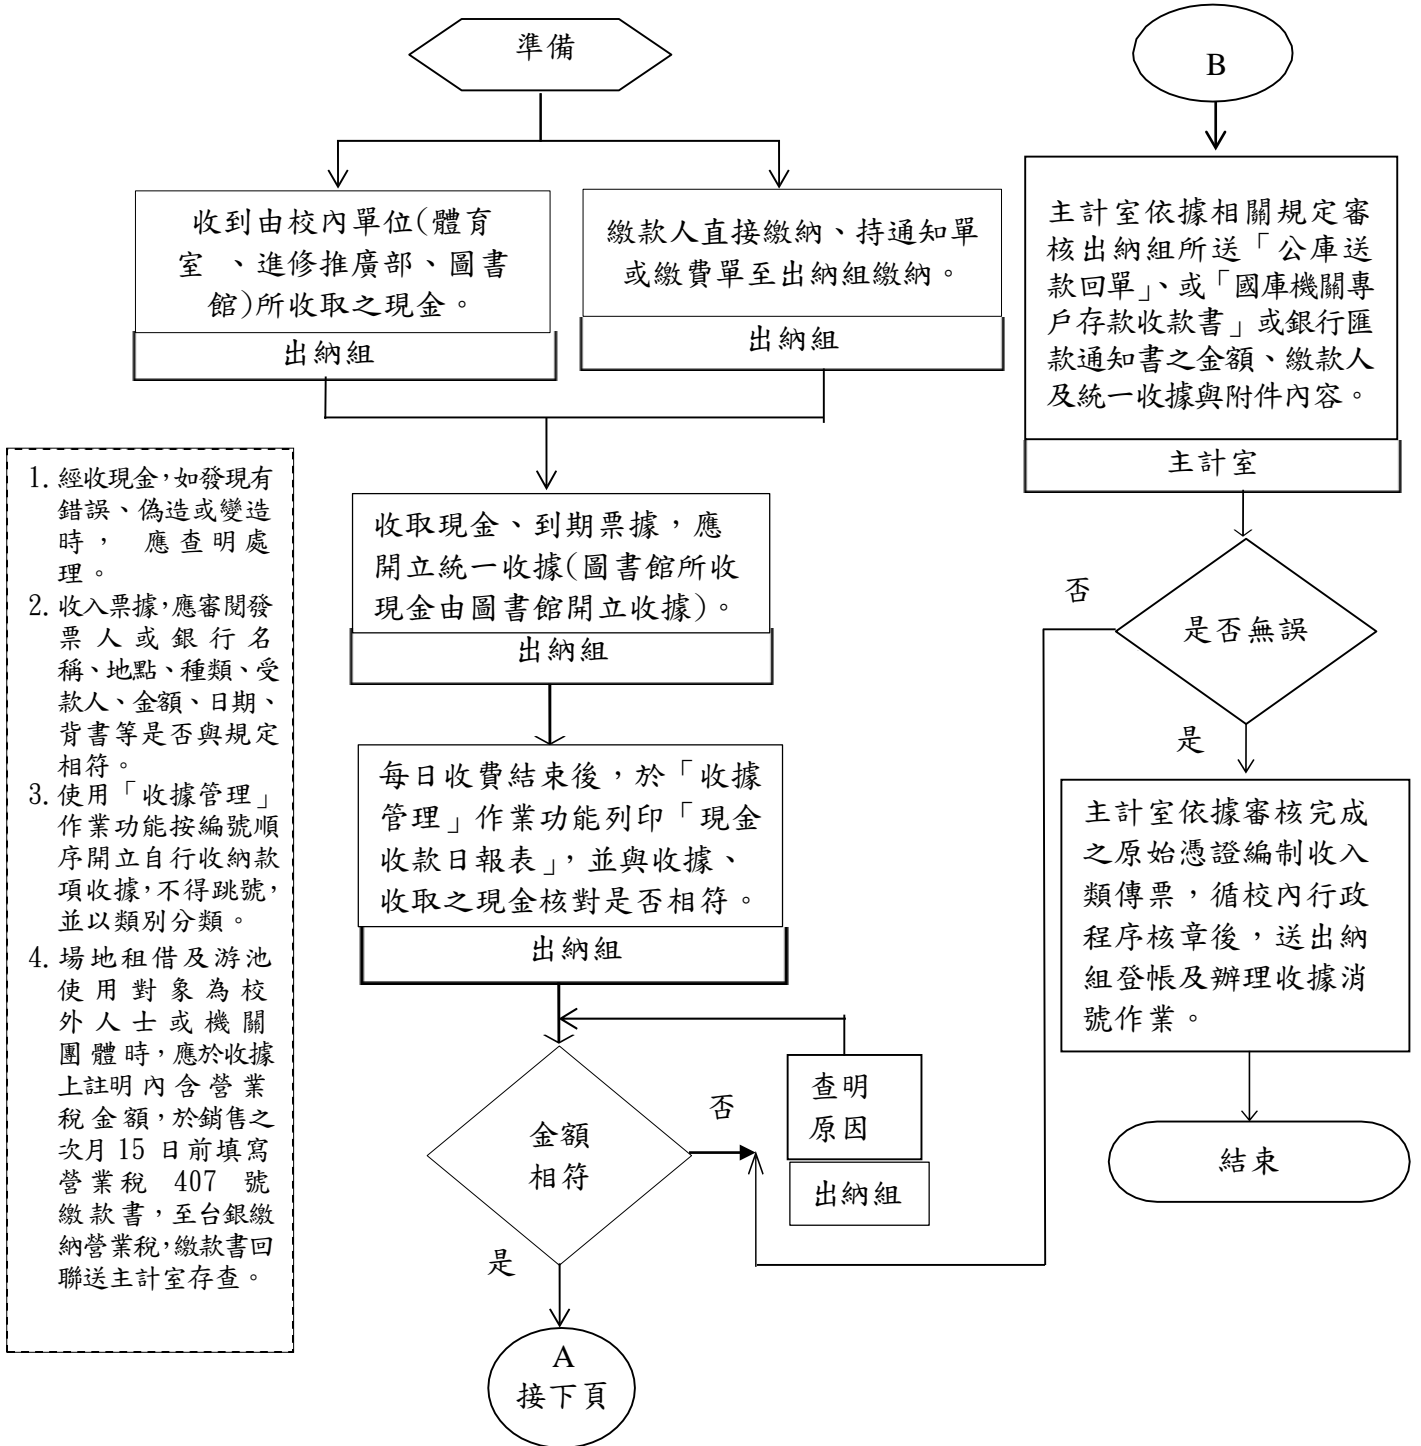 準備
收到由校內單位(體育
室 、進修推廣部、圖書
館)所收取之現金。
出納組
繳款人直接繳納、持通知單
或繳費單至出納組繳納。
出納組
1. 經收現金，如發現有
錯誤、偽造或變造
時， 應查明處
理。
2. 收入票據，應審閱發
票人或銀行名
稱、地點、種類、受
款人、金額、日期、
背書等是否與規定
相符。
3. 使用「收據管理」
作業功能按編號順
序開立自行收納款
項收據，不得跳號，
並以類別分類。
4. 場地租借及游池
使用對象為校
外人士或機關
團體時，應於收據
上註明內含營業
稅金額，於銷售之
次月 15 日前填寫
營業稅 407 號
繳款書，至台銀繳
納營業稅，繳款書回
聯送主計室存查。
收取現金、到期票據，應
開立統一收據(圖書館所收
現金由圖書館開立收據)。
出納組
每日收費結束後，於「收據
管理」作業功能列印「現金
收款日報表」，並與收據、
收取之現金核對是否相符。
出納組
金額
相符
否
是
查明
原因
出納組
A
接下頁
B
主計室依據相關規定審
核出納組所送「公庫送
款回單」、或「國庫機關專
戶存款收款書」或銀行匯
款通知書之金額、繳款人
及統一收據與附件內容。
主計室
是否無誤
否
是
主計室依據審核完成
之原始憑證編制收入
類傳票，循校內行政
程序核章後，送出納
組登帳及辦理收據消
號作業。
結束